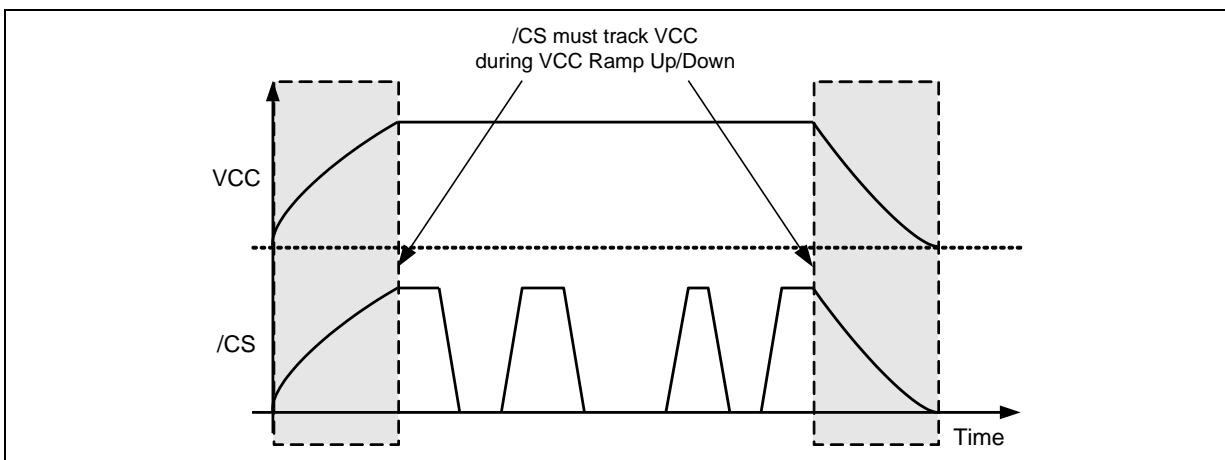 /CS must track VCC
during VCC Ramp Up/Down
VCC
/CS
Time